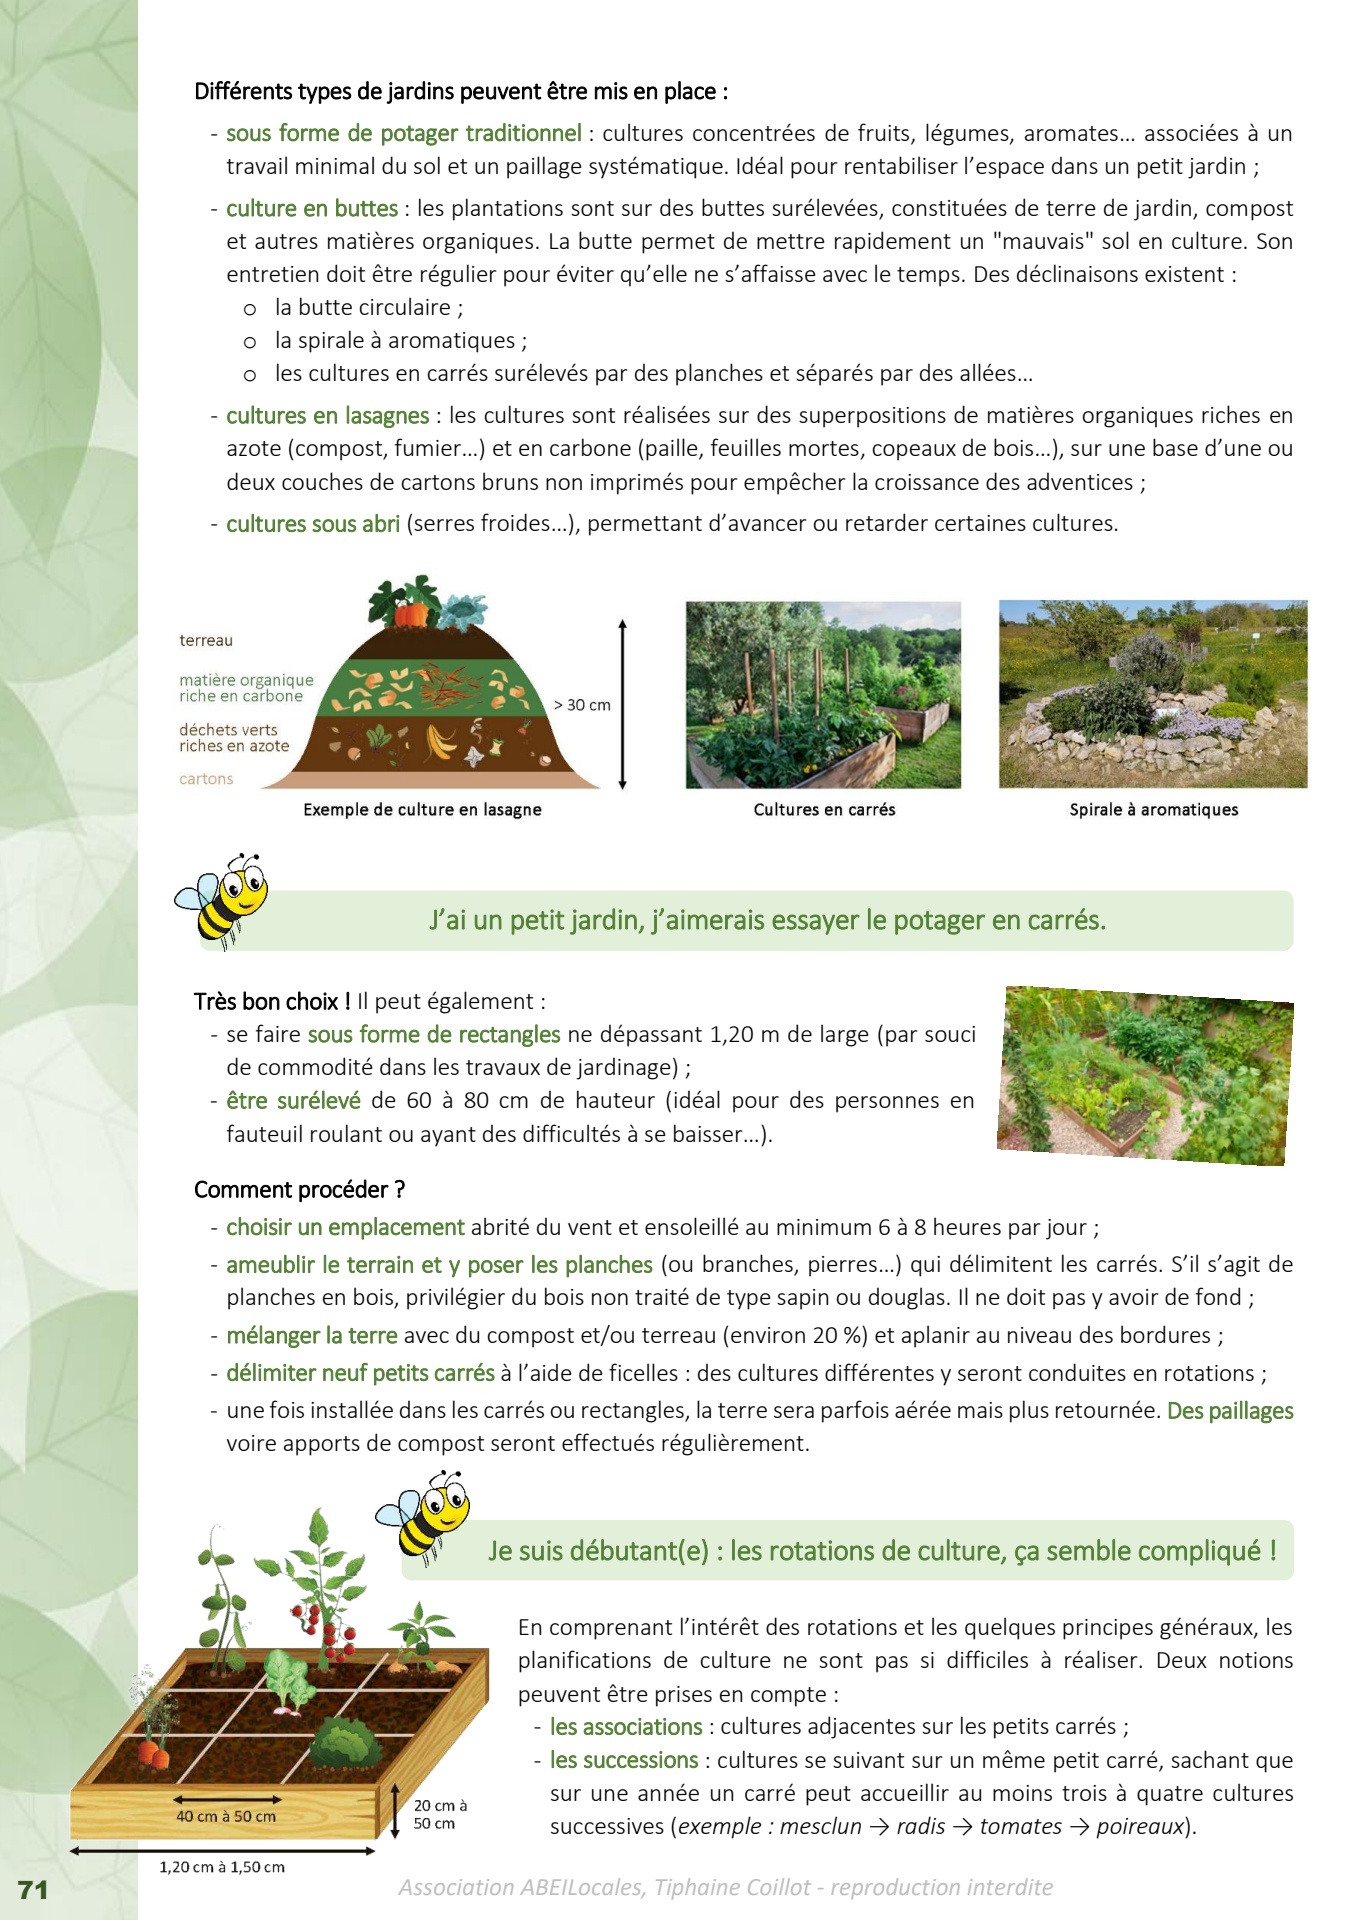 Différents types de jardins peuvent être mis en place :
- sous forme de potager traditionnel : cultures concentrées de fruits, légumes, aromates... associées à un
travail minimal du sol et un paillage systématique. Idéal pour rentabiliser l’espace dans un petit jardin ;
- culture en buttes : les plantations sont sur des buttes surélevées, constituées de terre de jardin, compost
et autres matières organiques. La butte permet de mettre rapidement un "mauvais" sol en culture. Son
entretien doit être régulier pour éviter qu’elle ne s’affaisse avec le temps. Des déclinaisons existent :
o la butte circulaire ;
o la spirale à aromatiques ;
o les cultures en carrés surélevés par des planches et séparés par des allées...
- cultures en lasagnes : les cultures sont réalisées sur des superpositions de matières organiques riches en
azote (compost, fumier...) et en carbone (paille, feuilles mortes, copeaux de bois...), sur une base d’une ou
deux couches de cartons bruns non imprimés pour empêcher la croissance des adventices ;
- cultures sous abri (serres froides...), permettant d’avancer ou retarder certaines cultures.
terreau
matière organique
riche en carbone
déchets verts
riches en azote
cartons
> 30 cm
Exemple de culture en lasagne
Cultures en carrés
Spirale à aromatiques
J’ai un petit jardin, j’aimerais essayer le potager en carrés.
Très bon choix ! Il peut également :
- se faire sous forme de rectangles ne dépassant 1,20 m de large (par souci
de commodité dans les travaux de jardinage) ;
- être surélevé de 60 à 80 cm de hauteur (idéal pour des personnes en
fauteuil roulant ou ayant des difficultés à se baisser...).
Comment procéder ?
- choisir un emplacement abrité du vent et ensoleillé au minimum 6 à 8 heures par jour ;
- ameublir le terrain et y poser les planches (ou branches, pierres...) qui délimitent les carrés. S’il s’agit de
planches en bois, privilégier du bois non traité de type sapin ou douglas. Il ne doit pas y avoir de fond ;
- mélanger la terre avec du compost et/ou terreau (environ 20 %) et aplanir au niveau des bordures ;
- délimiter neuf petits carrés à l’aide de ficelles : des cultures différentes y seront conduites en rotations ;
- une fois installée dans les carrés ou rectangles, la terre sera parfois aérée mais plus retournée. Des paillages
voire apports de compost seront effectués régulièrement.
Je suis débutant(e) : les rotations de culture, ça semble compliqué !
En comprenant l’intérêt des rotations et les quelques principes généraux, les
planifications de culture ne sont pas si difficiles à réaliser. Deux notions
peuvent être prises en compte :
- les associations : cultures adjacentes sur les petits carrés ;
- les successions : cultures se suivant sur un même petit carré, sachant que
sur une année un carré peut accueillir au moins trois à quatre cultures
successives (exemple : mesclun → radis → tomates → poireaux).
40 cm à 50 cm
20 cm à
50 cm
1,20 cm à 1,50 cm
71
Association ABEILocales, Tiphaine Coillot - reproduction interdite